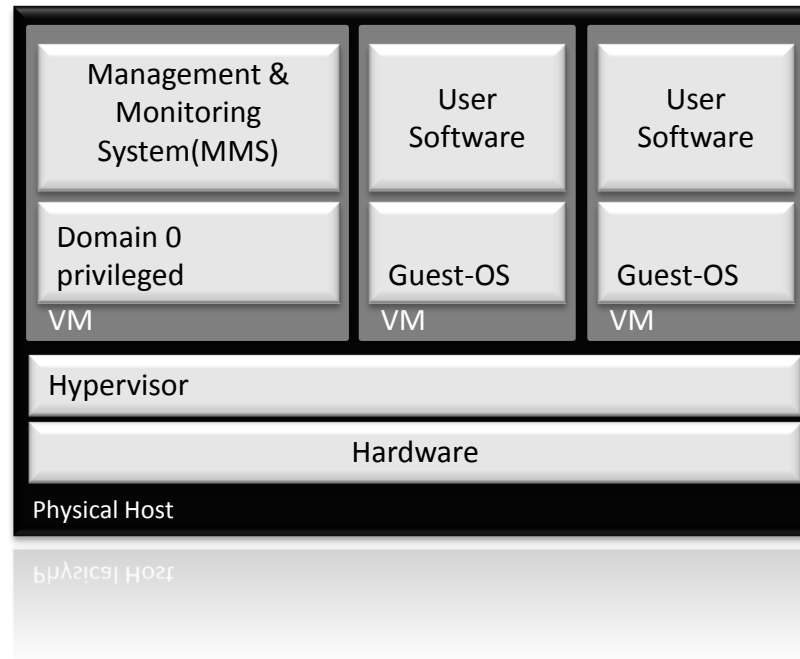 Management &
Monitoring
System(MMS)
User
Software
User
Software
Domain 0
privileged
Guest-OS
Guest-OS
VM
VM
VM
Hypervisor
Hardware
Physical Host